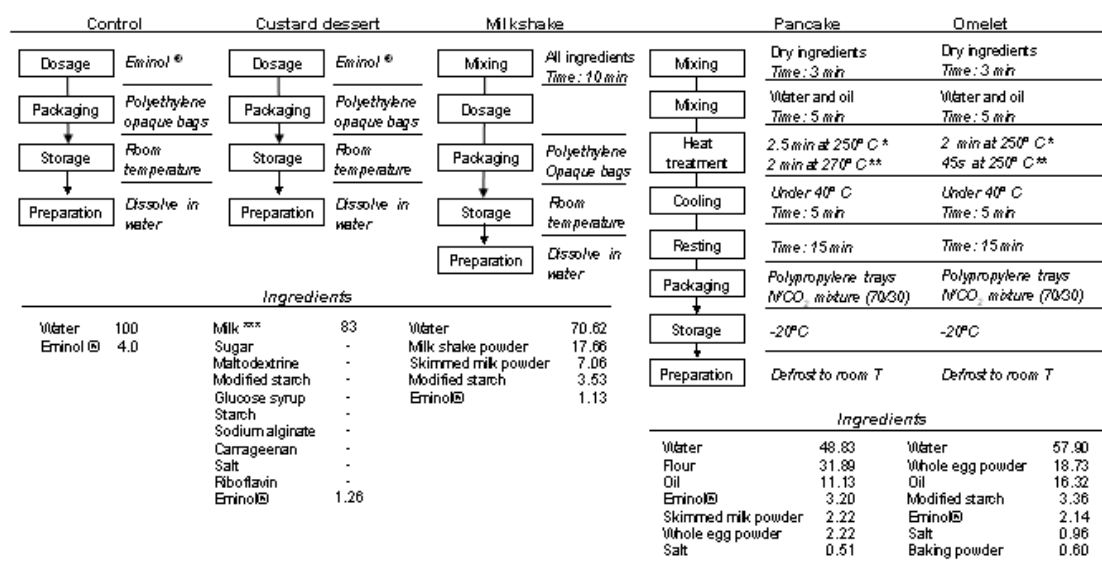 Control Custard dessert Milkshake Pancake Omelet
Dosage Eminol ®
Packaging Polyethylene opaque bags
Storage Room temperature
Preparation Dissolve in water
Dosage Eminol ®
Packaging Polyethylene opaque bags
Storage Room temperature
Preparation Dissolve in water
Mixing All ingredients Time: 10 min
Dosage
Packaging Polyethylene Opaque bags
Storage Room temperature
Preparation Dissolve in water
Mixing Dry ingredients Time: 3 min Dry ingredients Time: 3 min
Mixing Water and oil Time: 5 min Water and oil Time: 5 min
Heat treatment 2.5 min at 250º C * 2 min at 270º C ** 2 min at 250º C * 45s at 250º C **
Cooling Under 40º C Time: 5 min Under 40º C Time: 5 min
Resting Time: 15 min Time: 15 min
Packaging Polypropylene trays N/CO2 mixture (70/30) Polypropylene trays N/CO2 mixture (70/30)
Storage -20ºC -20ºC
Preparation Defrost to room T Defrost to room T
Ingredients
Water 100
Eminol ® 4.0
Milk *** 83
Sugar -
Maltodextrine -
Modified starch -
Glucose syrup -
Starch -
Sodium alginate -
Carrageenan -
Salt -
Riboflavin -
Eminol® 1.26
Water 70.62
Milk shake powder 17.66
Skimmed milk powder 7.06
Modified starch 3.53
Eminol® 1.13
Ingredients
Water 48.83
Flour 31.89
Oil 11.13
Eminol® 3.20
Skimmed milk powder 2.22
Whole egg powder 2.22
Salt 0.51
Water 57.90
Whole egg powder 18.73
Oil 16.32
Modified starch 3.36
Eminol® 2.14
Salt 0.96
Baking powder 0.60